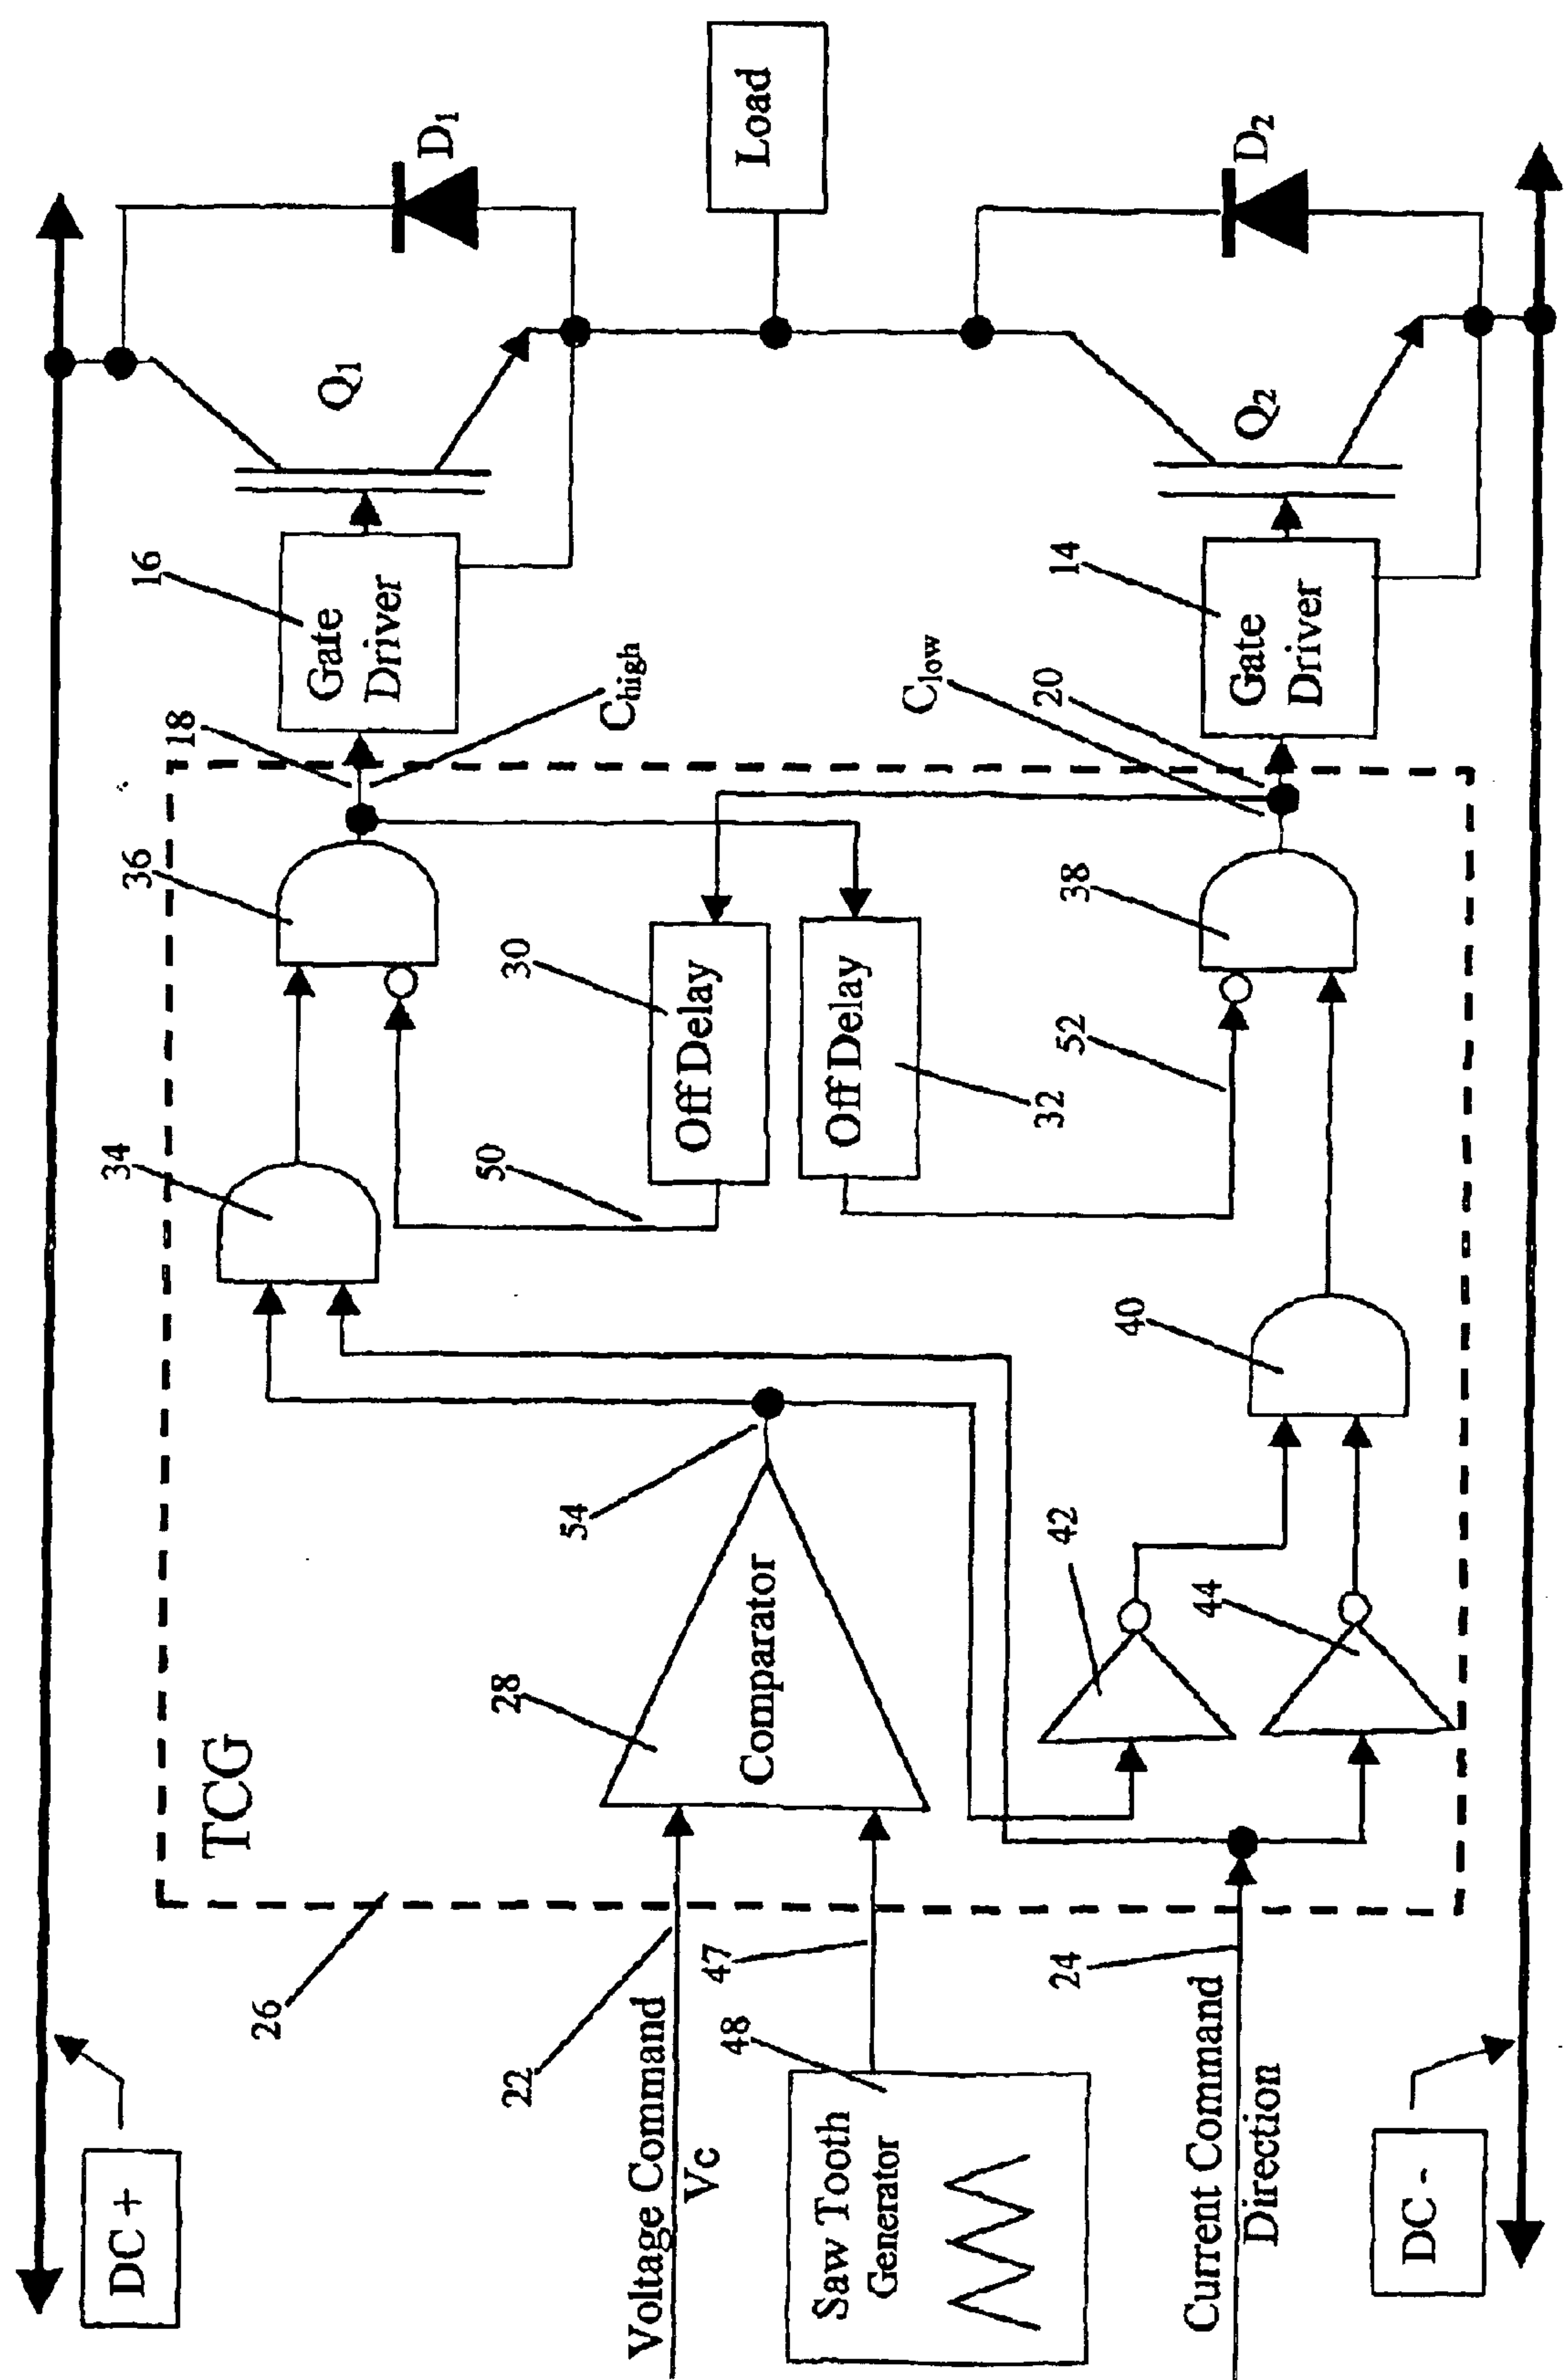 DC +
26
TCG
Voltage Command
Vc
22
Saw Tooth
Generator
48
47
Current Command
Direction
24
DC -
28
Comparator
54
42
44
34
40
50
52
36
30
Off Delay
Off Delay
32
38
18
Chigh
16
Gate
Driver
Clow
20
14
Gate
Driver
Q1
D1
Load
Q2
D2